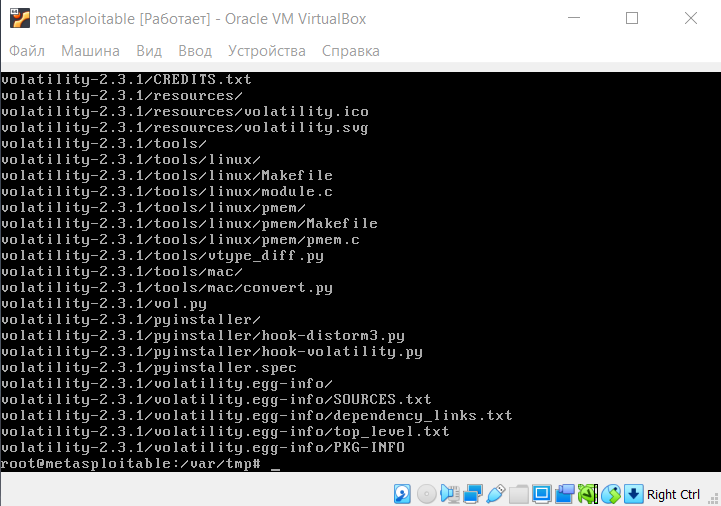 metasploitable [Работает] - Oracle VM VirtualBox
Файл Машина Вид Ввод Устройства Справка
volatility-2.3.1/CREDITS.txt
volatility-2.3.1/resources/
volatility-2.3.1/resources/volatility.ico
volatility-2.3.1/resources/volatility.svg
volatility-2.3.1/tools/
volatility-2.3.1/tools/linux/
volatility-2.3.1/tools/linux/Makefile
volatility-2.3.1/tools/linux/module.c
volatility-2.3.1/tools/linux/pmem/
volatility-2.3.1/tools/linux/pmem/Makefile
volatility-2.3.1/tools/linux/pmem/pmem.c
volatility-2.3.1/tools/vtype_diff.py
volatility-2.3.1/tools/mac/
volatility-2.3.1/tools/mac/convert.py
volatility-2.3.1/vol.py
volatility-2.3.1/pyinstaller/
volatility-2.3.1/pyinstaller/hook-distorm3.py
volatility-2.3.1/pyinstaller/hook-volatility.py
volatility-2.3.1/pyinstaller.spec
volatility-2.3.1/volatility.egg-info/
volatility-2.3.1/volatility.egg-info/SOURCES.txt
volatility-2.3.1/volatility.egg-info/dependency_links.txt
volatility-2.3.1/volatility.egg-info/top_level.txt
volatility-2.3.1/volatility.egg-info/PKG-INFO
root@metasploitable:/var/tmp# _
Right Ctrl